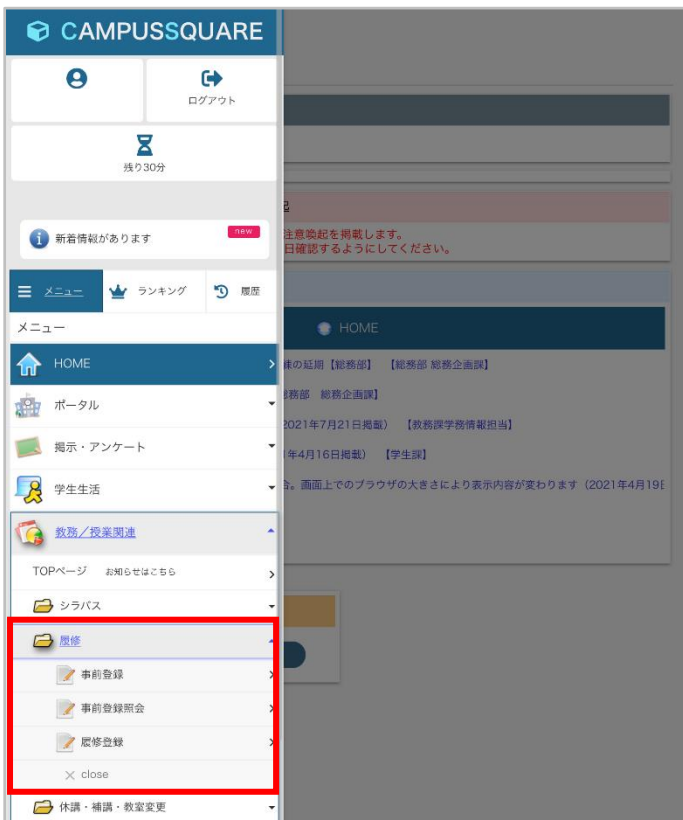 CAMPUSSQUARE
ログアウト
残り30分
新着情報があります
new
メニュー ランキング 履歴
メニュー
HOME
ポータル
掲示・アンケート
学生生活
教務／授業関連
TOPページ お知らせはこちら
シラバス
履修
事前登録
事前登録照会
履修登録
close
休講・補講・教室変更
注意喚起を掲載します。
日確認するようにしてください。
HOME
の延期【総務部】 【総務部 総務企画課】
総務部 総務企画課】
2021年7月21日掲載） 【教務課学務情報担当】
年4月16日掲載） 【学生課】
合。画面上でのブラウザの大きさにより表示内容が変わります（2021年4月19日